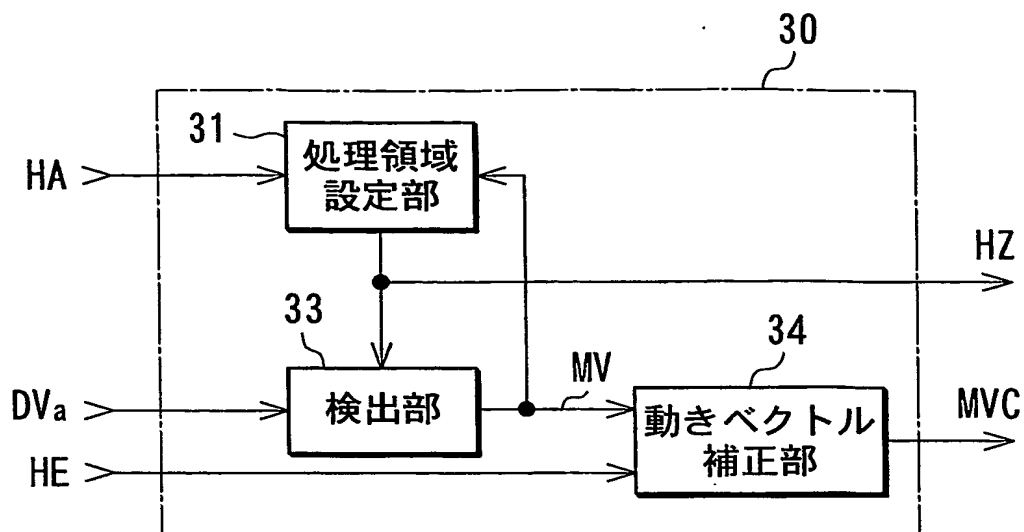 30
31
処理領域
設定部
HA
HZ
33
34
MV
DVa
検出部
動きベクトル
補正部
MVC
HE